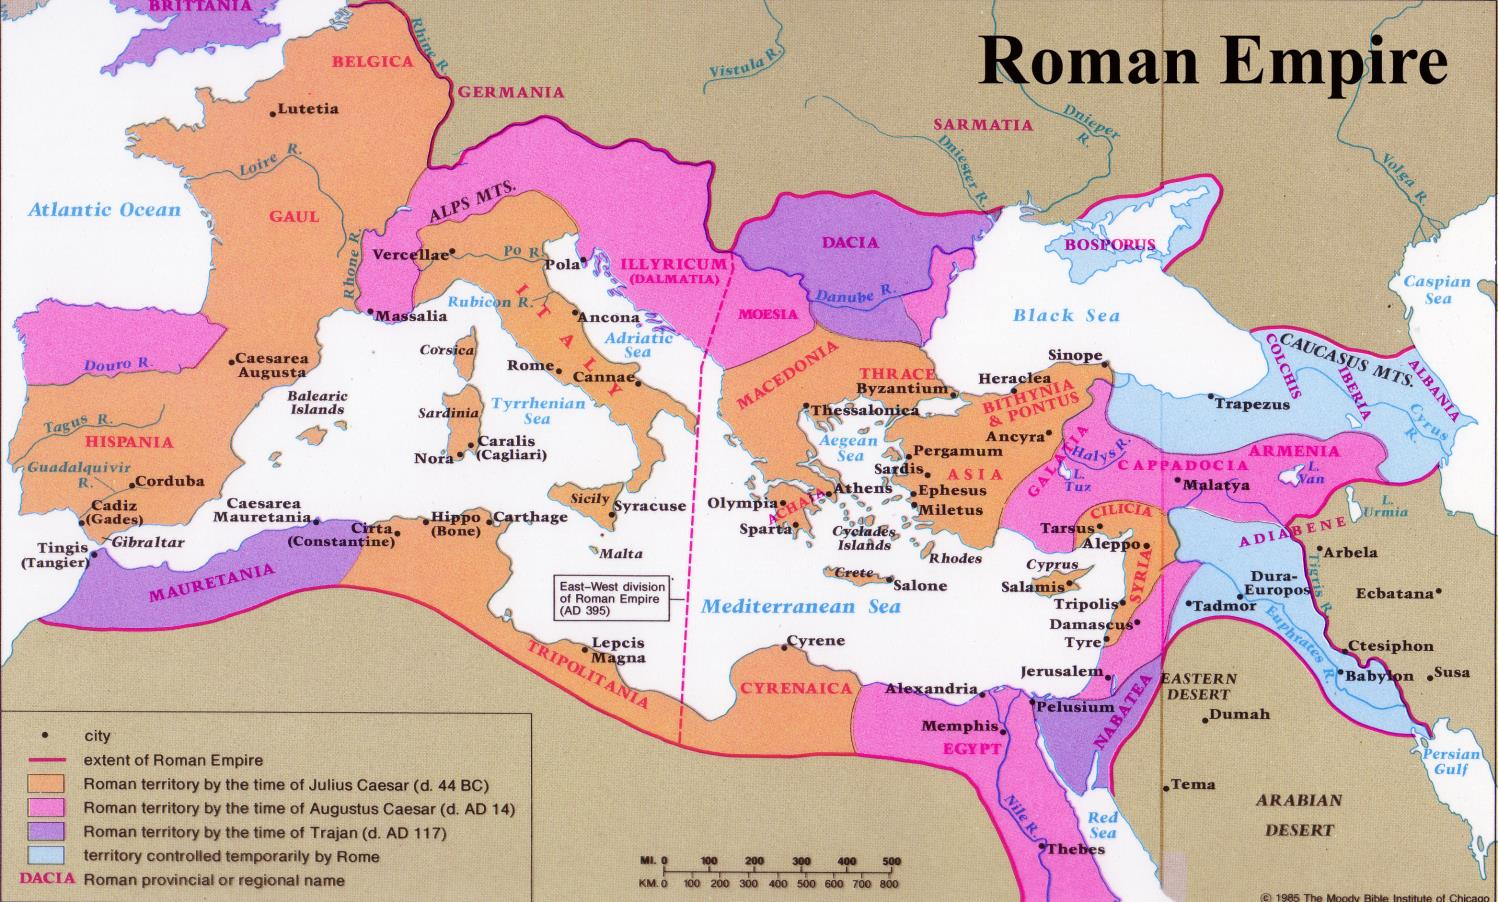 BRITTANIA
Roman Empire
BELGICA
Rhine R.
GERMANIA
Vistula R.
SARMATIA
Dnieper
R.
Dniester R.
Volga R.
Lutetia
Loire R.
Atlantic Ocean
GAUL
ALPS MTS.
Rhone R.
Vercellae
Po R.
Pola
ILLYRICUM
(DALMATIA)
DACIA
BOSPORUS
Caspian
Sea
Danube R.
Rubicon R.
ITALY
Massalia
Ancona
MOESIA
Black Sea
Adriatic
Sea
Douro R.
Caesarea
Augusta
Corsica
Rome
Cannae
MACEDONIA
THRACE
Byzantium
Heraclea
Sinope
COLCHIS
CAUCASUS MTS.
IBERIA
ALBANIA
Cyrus
R.
Trapezus
BITHYNIA
& PONTUS
Balearic
Islands
Sardinia
Tyrrhenian
Sea
Thessalonica
Tagus R.
HISPANIA
Caralis
(Cagliari)
Nora
Aegean
Sea
Ancyra
Pergamum
Sardis
ASIA
Ephesus
Miletus
GALATIA
Halys R.
L.
Tuz
CAPPADOCIA
ARMENIA
Malatya
L.
Van
L.
Urmia
Guadalquivir
R.
Corduba
Cadiz
(Gades)
Gibraltar
Tingis
(Tangier)
Caesarea
Mauretania
Cirta
(Constantine)
Hippo
(Bone)
Carthage
Sicily
Syracuse
Malta
Olympia
ACHAIA
Athens
Sparta
Cyclades
Islands
Rhodes
Crete
Salone
CILICIA
Tarsus
Aleppo
SYRIA
Cyprus
Salamis
ADIABENE
Arbela
Tigris R.
Ecbatana
Dura-
Europos
Tadmor
Euphrates R.
MAURETANIA
East–West division
of Roman Empire
(AD 395)
Mediterranean Sea
Tripolis
Damascus
Tyre
Jerusalem
Ctesiphon
Babylon
Susa
Lepcis
Magna
TRIPOLITANIA
Cyrene
CYRENAICA
Alexandria
Pelusium
NABATEA
EASTERN
DESERT
Dumah
Memphis
EGYPT
Persian
Gulf
Tema
ARABIAN
DESERT
Nile R.
Red
Sea
Thebes
city
extent of Roman Empire
Roman territory by the time of Julius Caesar (d. 44 BC)
Roman territory by the time of Augustus Caesar (d. AD 14)
Roman territory by the time of Trajan (d. AD 117)
territory controlled temporarily by Rome
DACIA Roman provincial or regional name
MI. 0 100 200 300 400 500
KM. 0 100 200 300 400 500 600 700 800
© 1985 The Moody Bible Institute of Chicago